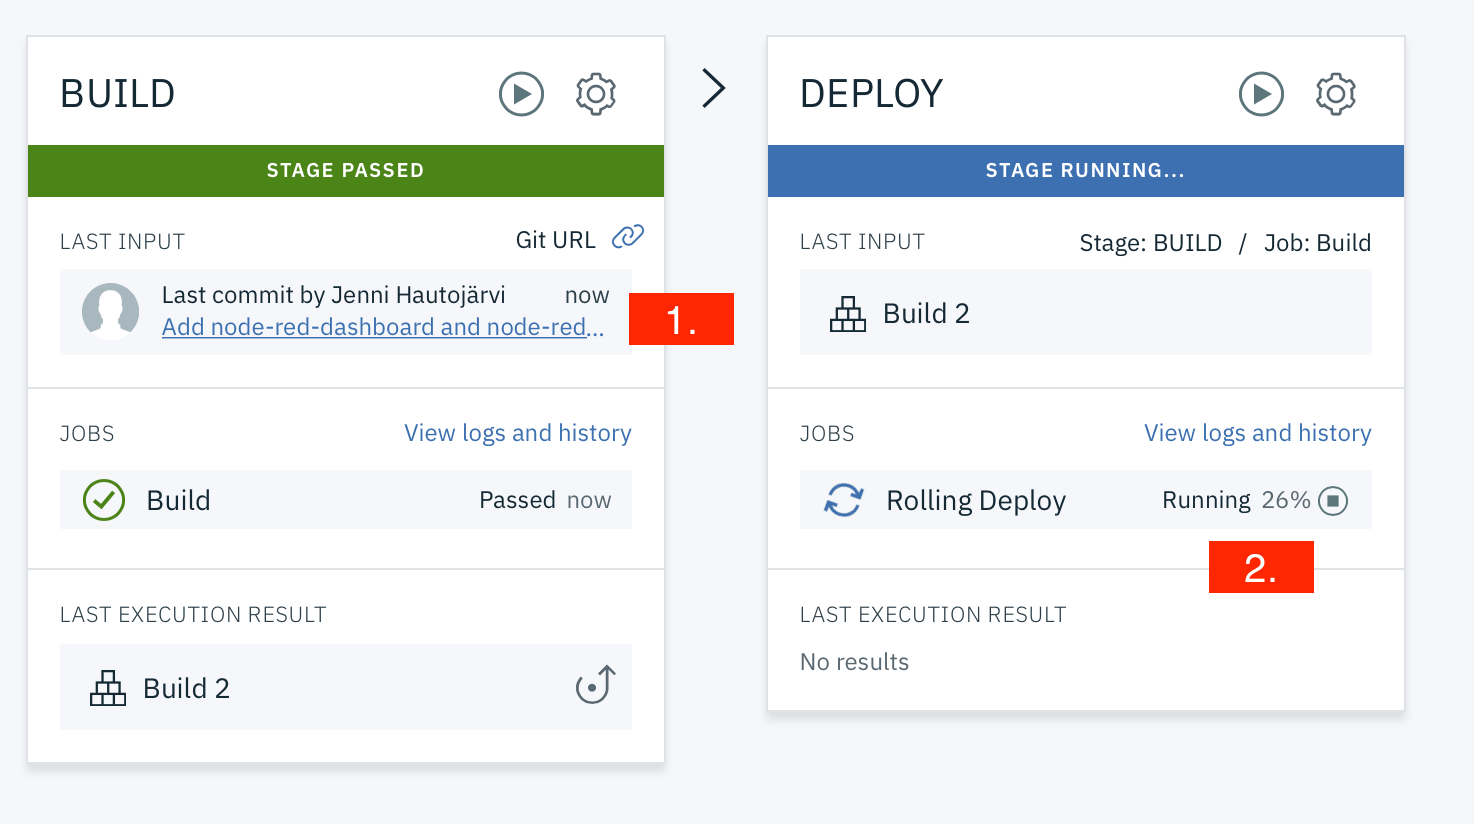 BUILD
STAGE PASSED
LAST INPUT
Git URL
Last commit by Jenni Hautojärvi
now
Add node-red-dashboard and node-red...
1.
JOBS
View logs and history
Build
Passed now
LAST EXECUTION RESULT
Build 2
DEPLOY
STAGE RUNNING...
LAST INPUT
Stage: BUILD / Job: Build
Build 2
JOBS
View logs and history
Rolling Deploy
Running 26%
2.
LAST EXECUTION RESULT
No results